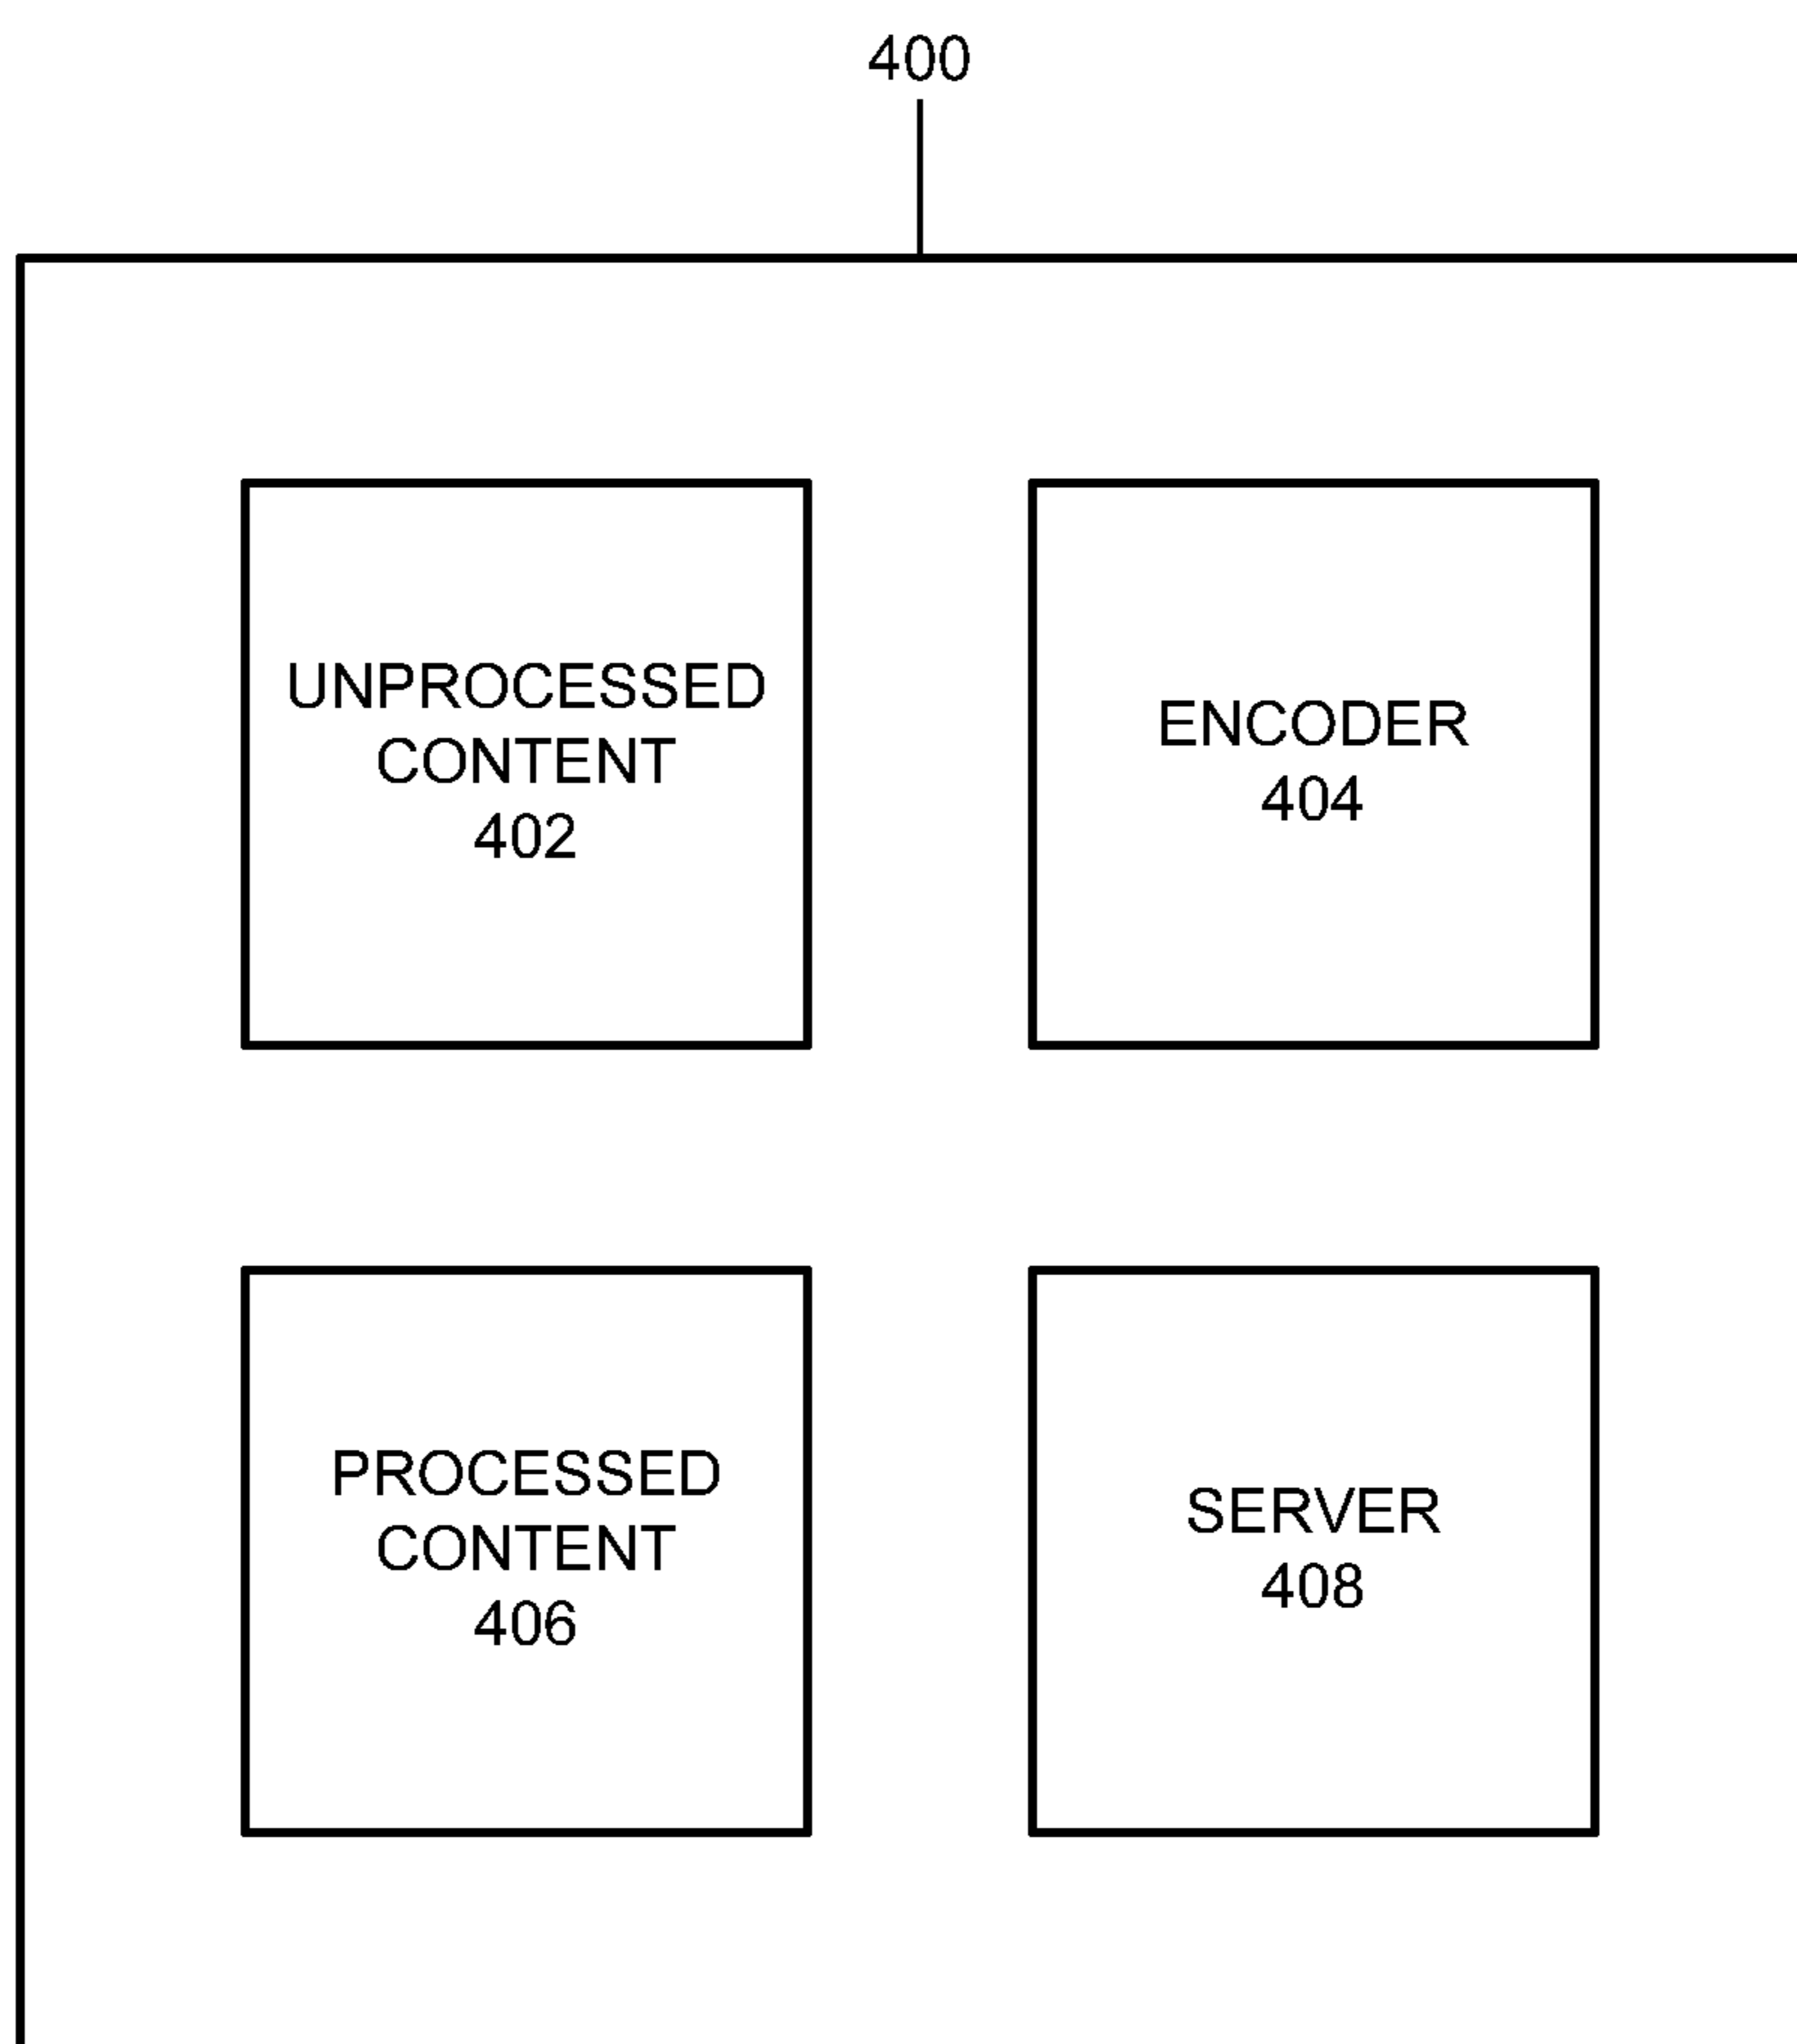 400
UNPROCESSED
CONTENT
402
ENCODER
404
PROCESSED
CONTENT
406
SERVER
408